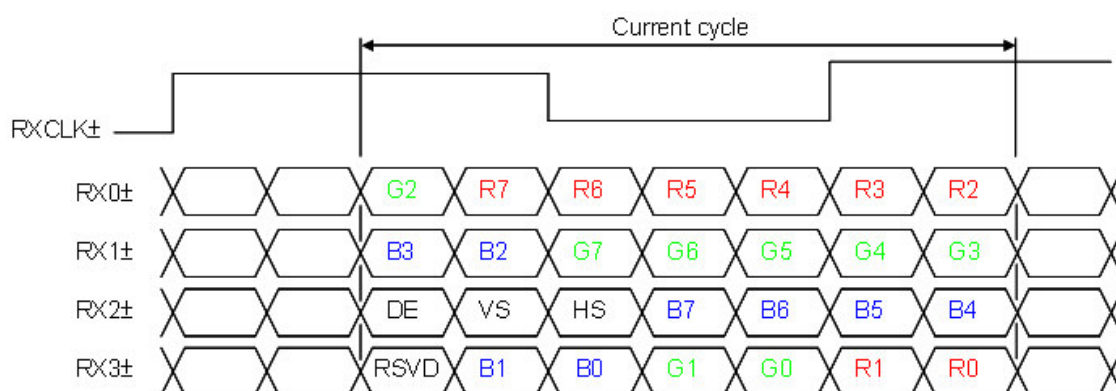 Current cycle
RXCLK±
RX0± G2 R7 R6 R5 R4 R3 R2
RX1± B3 B2 G7 G6 G5 G4 G3
RX2± DE VS HS B7 B6 B5 B4
RX3± RSVD B1 B0 G1 G0 R1 R0